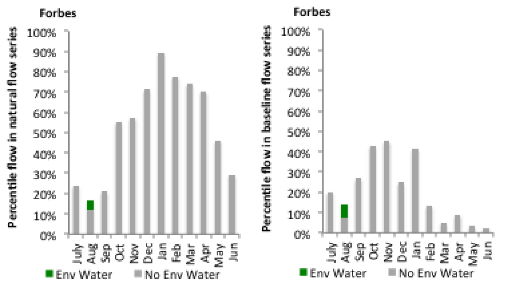 Forbes
Percentile flow in natural flow series
100%
90%
80%
70%
60%
50%
40%
30%
20%
10%
0%
July Aug Sep Oct Nov Dec Jan Feb Mar Apr May Jun
Env Water No Env Water
Forbes
Percentile flow in baseline flow series
100%
90%
80%
70%
60%
50%
40%
30%
20%
10%
0%
July Aug Sep Oct Nov Dec Jan Feb Mar Apr May Jun
Env Water No Env Water